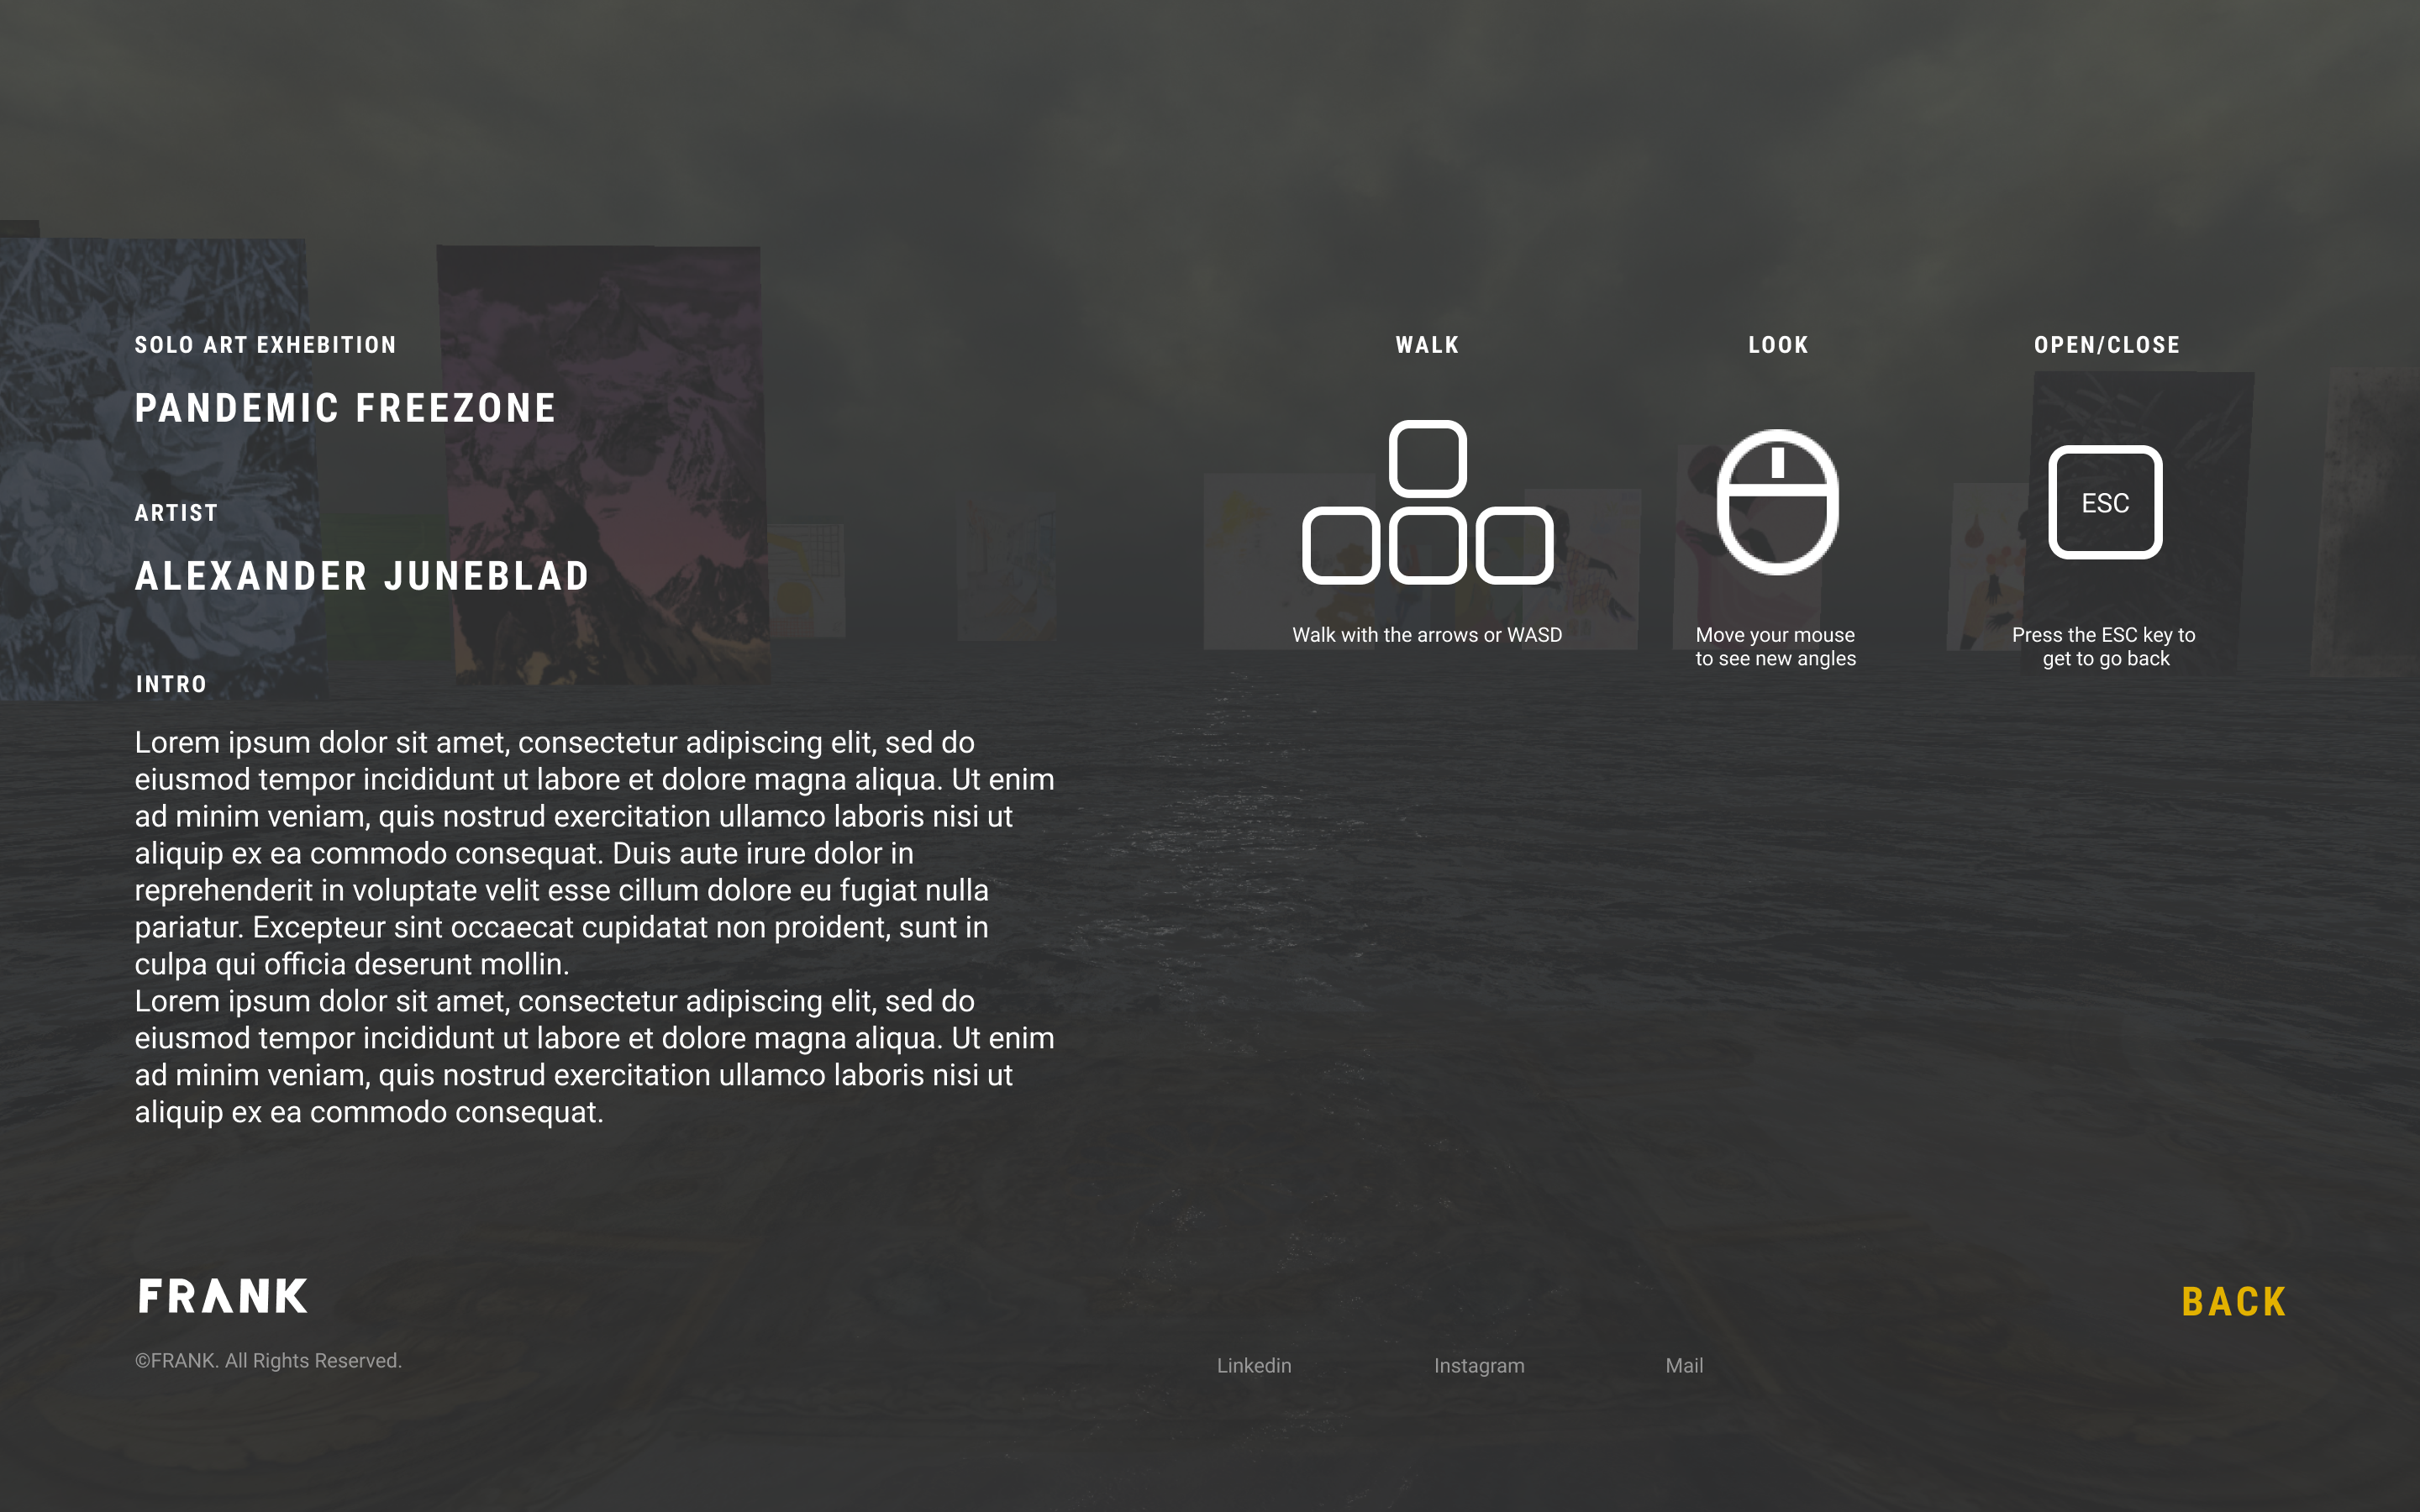 SOLO ART EXHEBITION
PANDEMIC FREEZONE
ARTIST
ALEXANDER JUNEBLAD
INTRO
Lorem ipsum dolor sit amet, consectetur adipiscing elit, sed do
eiusmod tempor incididunt ut labore et dolore magna aliqua. Ut enim
ad minim veniam, quis nostrud exercitation ullamco laboris nisi ut
aliquip ex ea commodo consequat. Duis aute irure dolor in
reprehenderit in voluptate velit esse cillum dolore eu fugiat nulla
pariatur. Excepteur sint occaecat cupidatat non proident, sunt in
culpa qui officia deserunt mollin.
Lorem ipsum dolor sit amet, consectetur adipiscing elit, sed do
eiusmod tempor incididunt ut labore et dolore magna aliqua. Ut enim
ad minim veniam, quis nostrud exercitation ullamco laboris nisi ut
aliquip ex ea commodo consequat.
WALK
Walk with the arrows or WASD
LOOK
Move your mouse
to see new angles
OPEN/CLOSE
ESC
Press the ESC key to
get to go back
FRANK
©FRANK. All Rights Reserved.
Linkedin
Instagram
Mail
BACK